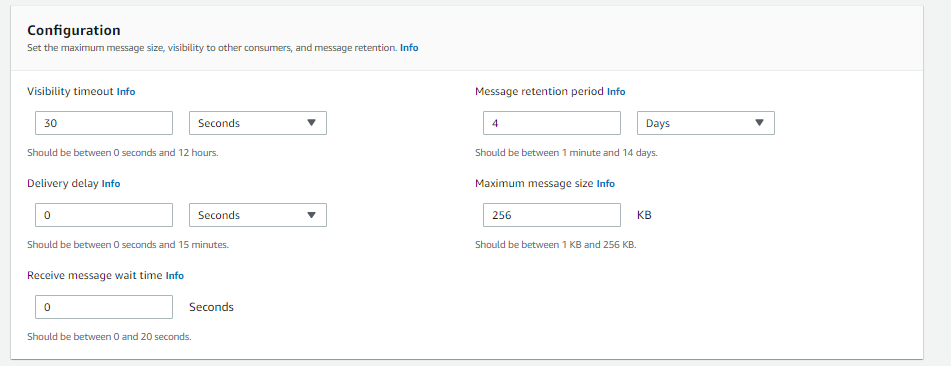 Configuration
Set the maximum message size, visibility to other consumers, and message retention. Info
Visibility timeout Info
30
Seconds
Should be between 0 seconds and 12 hours.
Message retention period Info
4
Days
Should be between 1 minute and 14 days.
Delivery delay Info
0
Seconds
Should be between 0 seconds and 15 minutes.
Maximum message size Info
256
KB
Should be between 1 KB and 256 KB.
Receive message wait time Info
0
Seconds
Should be between 0 and 20 seconds.